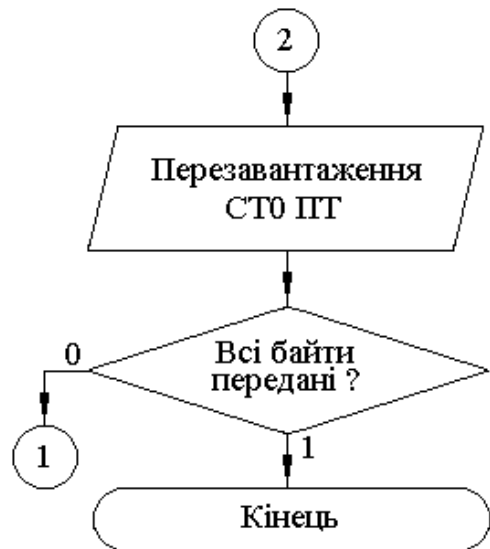 2
Перезавантаження
СТ0 ПТ
0
Всі байти
передані ?
1
1
Кінець